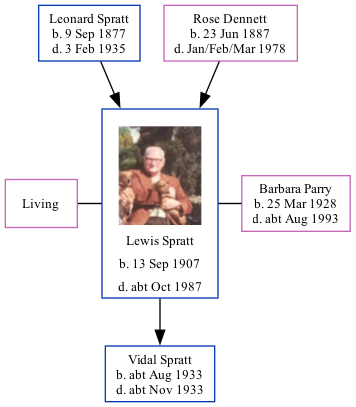 Leonard Spratt
b. 9 Sep 1877
d. 3 Feb 1935
Rose Dennett
b. 23 Jun 1887
d. Jan/Feb/Mar 1978
Living
Lewis Spratt
b. 13 Sep 1907
d. abt Oct 1987
Barbara Parry
b. 25 Mar 1928
d. abt Aug 1993
Vidal Spratt
b. abt Aug 1933
d. abt Nov 1933